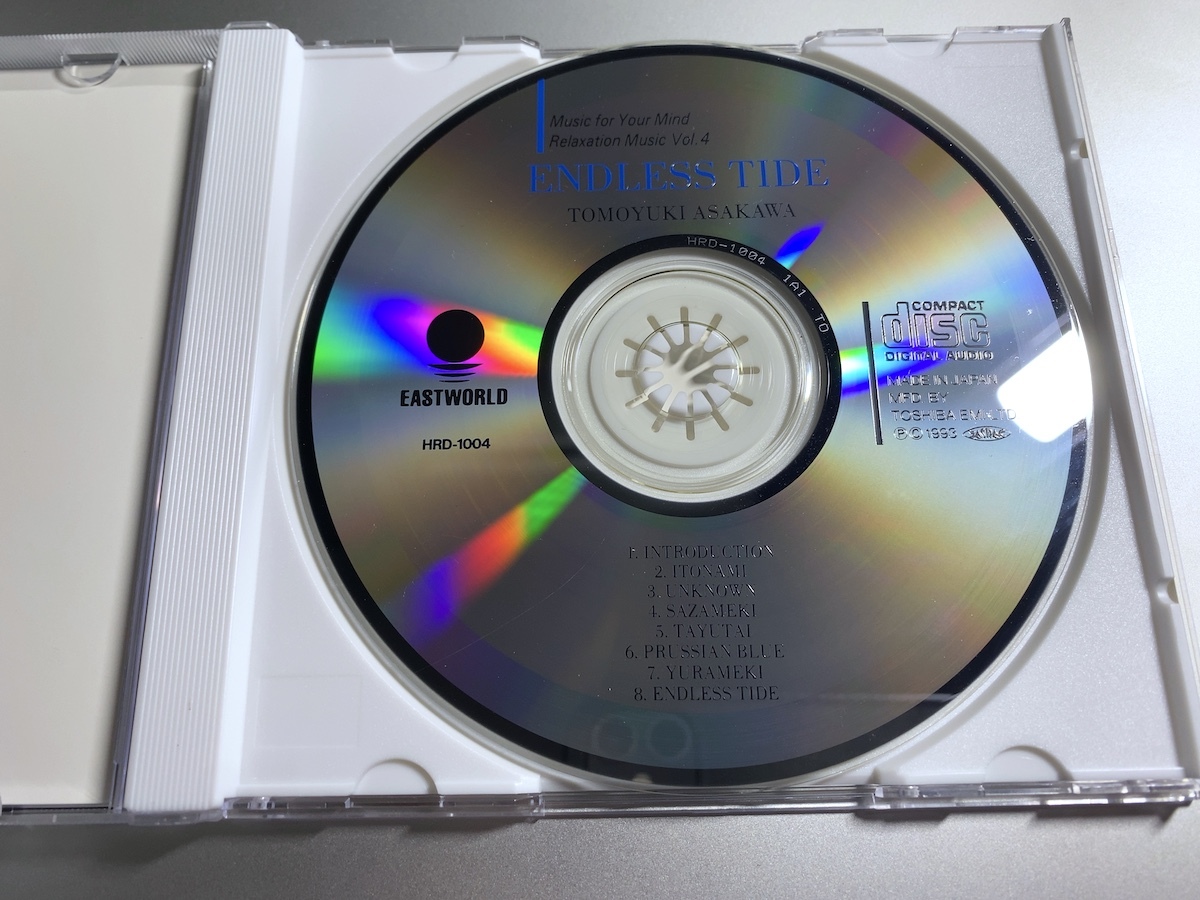 Music for Your Mind
Relaxation Music Vol.4
ENDLESS TIDE
TOMOYUKI ASAKAWA
HRD-1004 1A1 TO
EASTWORLD
HRD-1004
COMPACT
disc
DIGITAL AUDIO
MADE IN JAPAN
MFD BY
TOSHIBA EMI LTD
ⓅⒸ1993 JASRAC
1. INTRODUCTION
2. ITONAMI
3. UNKNOWN
4. SAZAMEKI
5. TAYUTAI
6. PRUSSIAN BLUE
7. YURAMEKI
8. ENDLESS TIDE